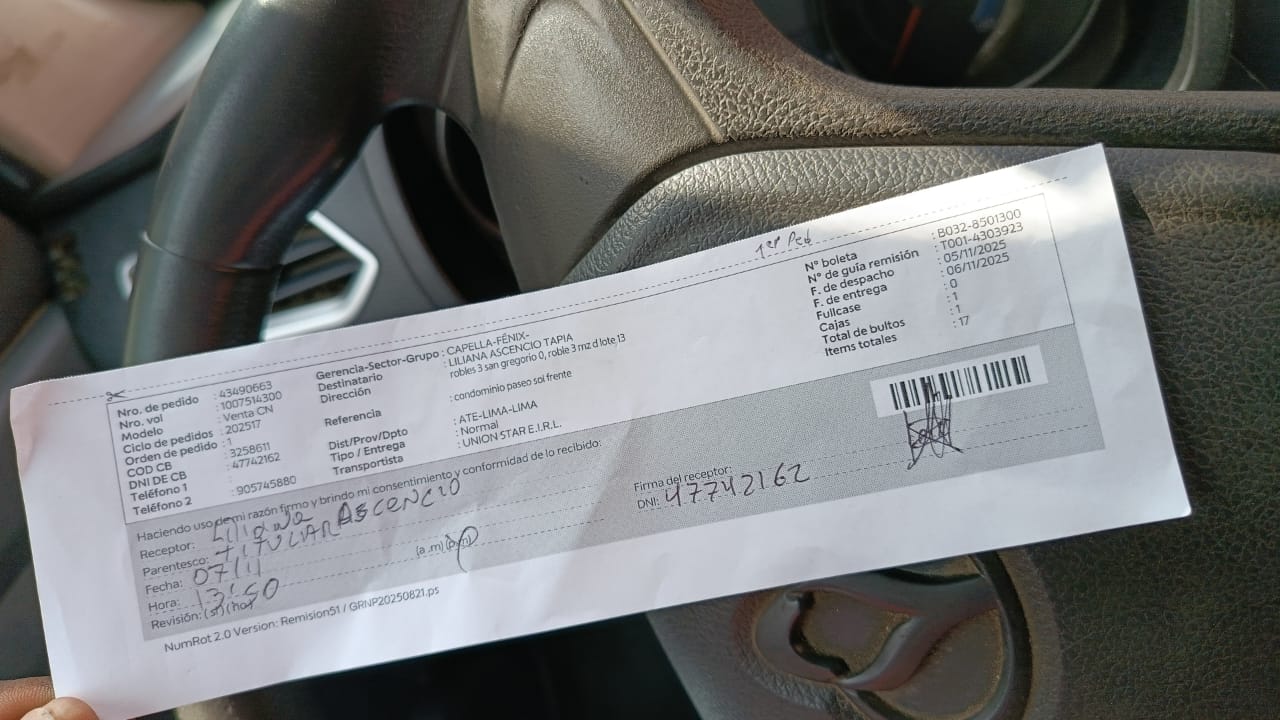 1er Ped
Nro. de pedido : 43490663
Nro. vol : 1007514300
Modelo : Venta CN
Ciclo de pedidos : 202517
Orden de pedido : 1
COD CB : 3258611
DNI DE CB : 47742162
Teléfono 1
Teléfono 2 : 905745880
Gerencia-Sector-Grupo : CAPELLA-FÉNIX-
Destinatario : LILIANA ASCENCIO TAPIA
Dirección : robles 3 san gregorio 0, roble 3 mz d lote 13
Referencia : condominio paseo sol frente
Dist/Prov/Dpto : ATE-LIMA-LIMA
Tipo / Entrega : Normal
Transportista : UNION STAR E.I.R.L.
N° boleta : B032-8501300
N° de guía remisión : T001-4303923
F. de despacho : 05/11/2025
F. de entrega : 06/11/2025
Fullcase : 0
Cajas : 1
Total de bultos : 1
Items totales : 17
Haciendo uso de mi razón firmo y brindo mi consentimiento y conformidad de lo recibido:
Receptor: Liliana Ascencio
Parentesco: TITULAR
Fecha: 07/11
Hora: 13:50 (a.m) (p.m)
Revisión: (si) (no)
Firma del receptor:
DNI: 47742162
NumRot 2.0 Version: Remision51 / GRNP20250821.ps